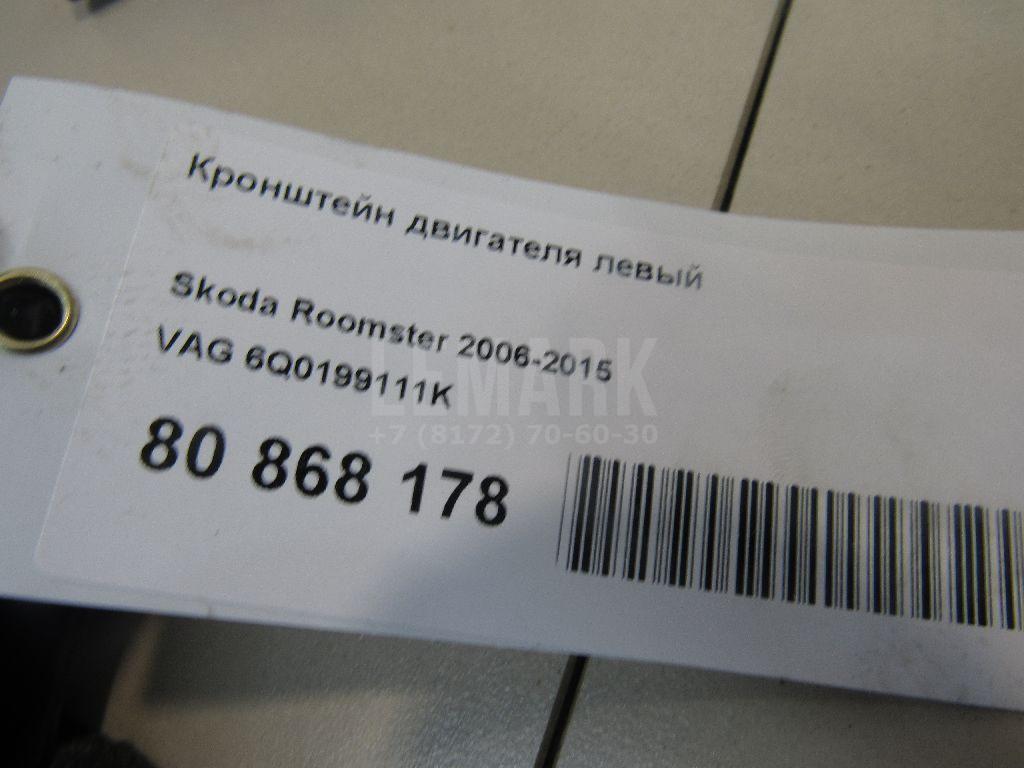 Кронштейн двигателя левый
Skoda Roomster 2006-2015
VAG 6Q0199111K
80 868 178
LEMARK
+7 (8172) 70-60-30